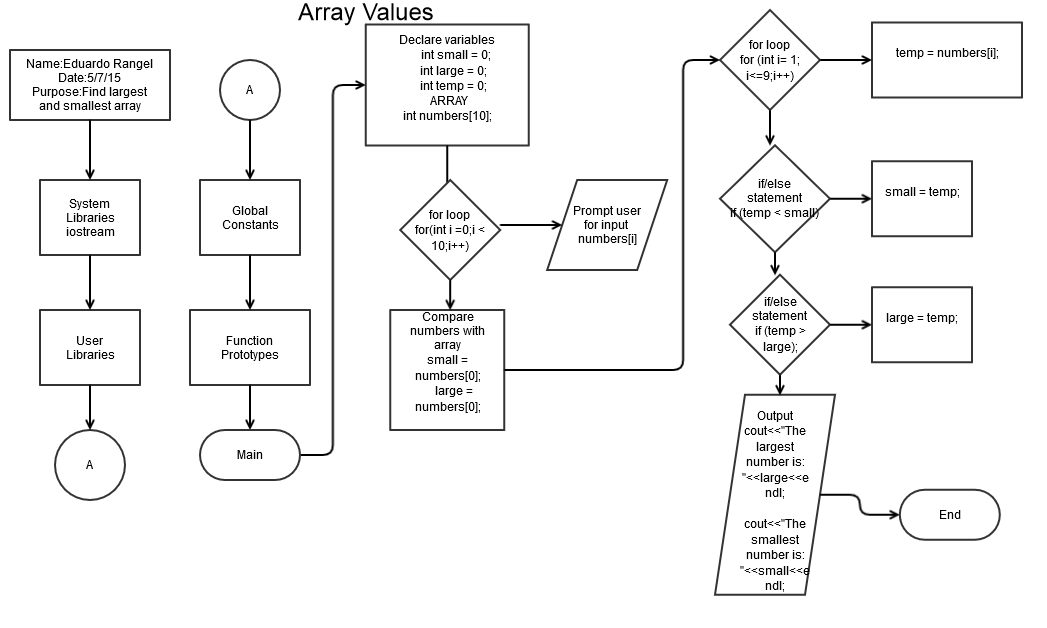 Array Values
Name:Eduardo Rangel
Date:5/7/15
Purpose:Find largest
and smallest array
System
Libraries
iostream
User
Libraries
A
A
Global
Constants
Function
Prototypes
Main
Declare variables
int small = 0;
int large = 0;
int temp = 0;
ARRAY
int numbers[10];
for loop
for(int i =0;i <
10;i++)
Prompt user
for input
numbers[i]
Compare
numbers with
array
small =
numbers[0];
large =
numbers[0];
for loop
for (int i= 1;
i<=9;i++)
temp = numbers[i];
if/else
statement
if (temp < small)
small = temp;
if/else
statement
if (temp >
large);
large = temp;
Output
cout<<"The
largest
number is:
"<<large<<e
ndl;
cout<<"The
smallest
number is:
"<<small<<e
ndl;
End